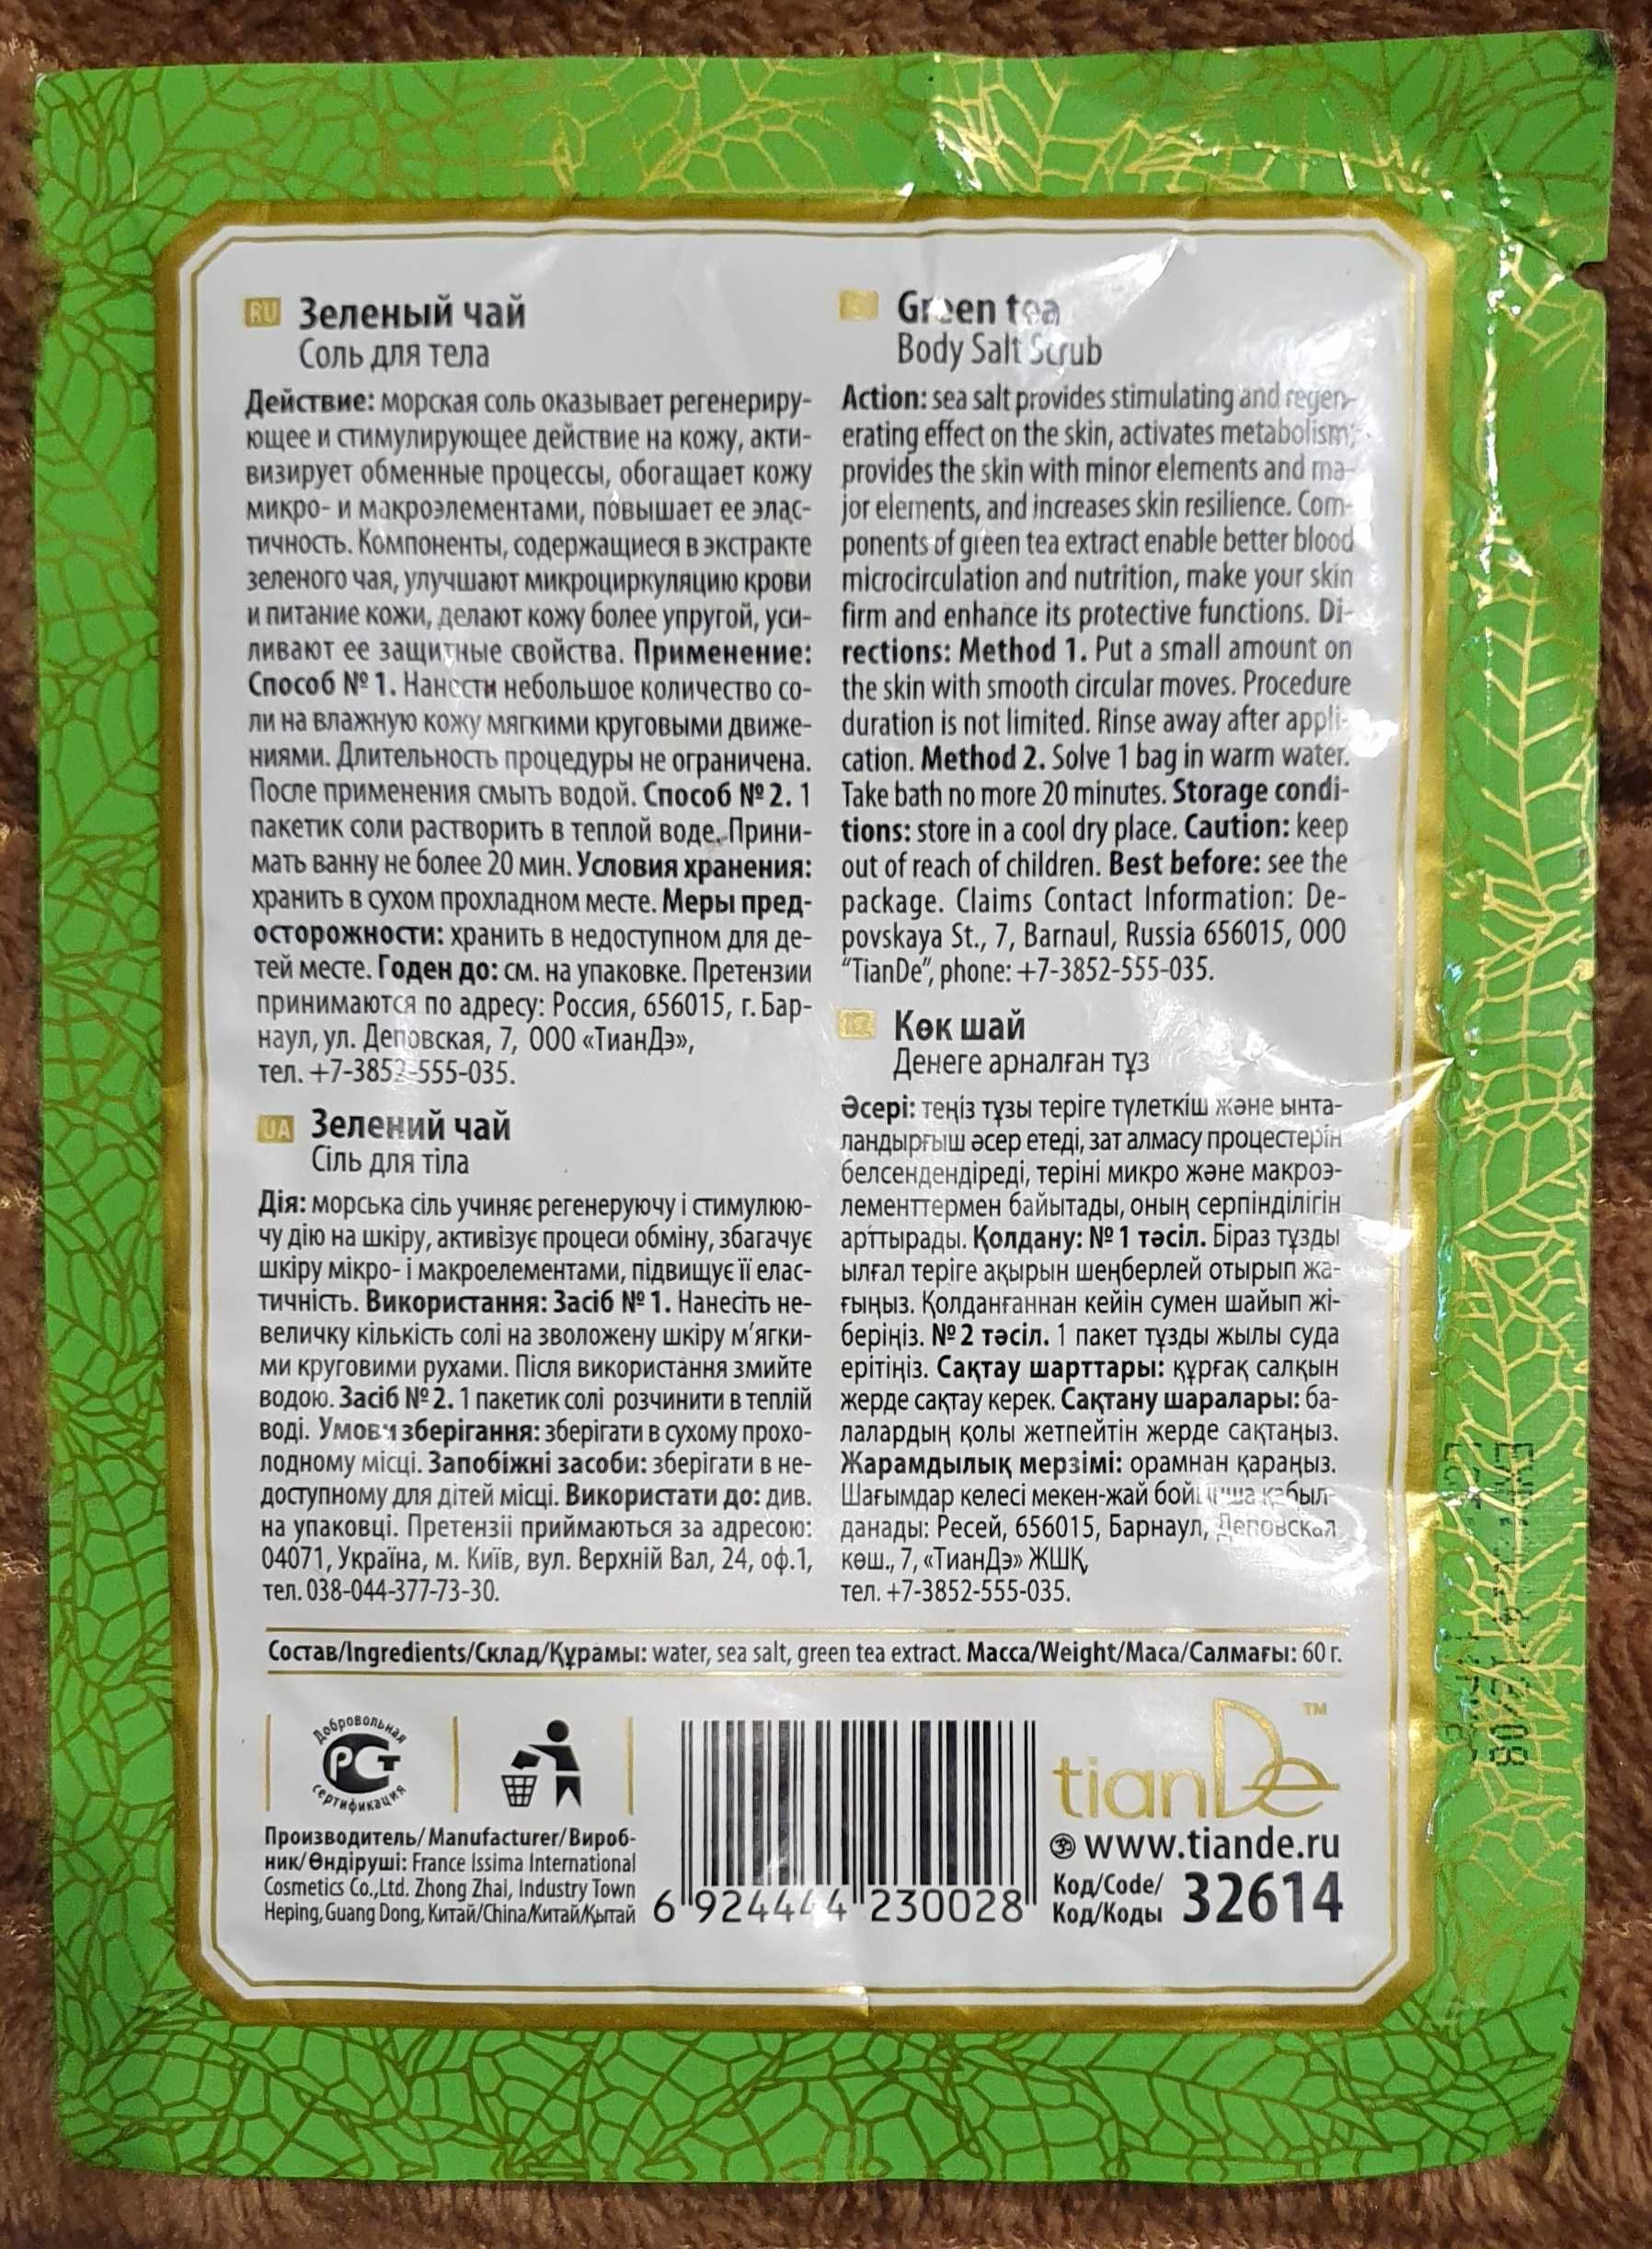 RU Зеленый чай
Соль для тела
Действие: морская соль оказывает регенериру-
ющее и стимулирующее действие на кожу, акти-
визирует обменные процессы, обогащает кожу
микро- и макроэлементами, повышает ее элас-
тичность. Компоненты, содержащиеся в экстракте
зеленого чая, улучшают микроциркуляцию крови
и питание кожи, делают кожу более упругой, уси-
ливают ее защитные свойства. Применение:
Способ № 1. Нанести небольшое количество со-
ли на влажную кожу мягкими круговыми движе-
ниями. Длительность процедуры не ограничена.
После применения смыть водой. Способ № 2. 1
пакетик соли растворить в теплой воде. Прини-
мать ванну не более 20 мин. Условия хранения:
хранить в сухом прохладном месте. Меры пред-
осторожности: хранить в недоступном для де-
тей месте. Годен до: см. на упаковке. Претензии
принимаются по адресу: Россия, 656015, г. Бар-
наул, ул. Деповская, 7, ООО «ТианДэ»,
тел. +7-3852-555-035.
UA Зелений чай
Сіль для тіла
Дія: морська сіль учиняє регенеруючу і стимулюю-
чу дію на шкіру, активізує процеси обміну, збагачує
шкіру мікро- і макроелементами, підвищує її елас-
тичність. Використання: Засіб № 1. Нанесіть не-
величку кількість солі на зволожену шкіру м'ягки-
ми круговими рухами. Після використання змийте
водою. Засіб № 2. 1 пакетик солі розчинити в теплій
воді. Умови зберігання: зберігати в сухому прохо-
лодному місці. Запобіжні засоби: зберігати в не-
доступному для дітей місці. Використати до: див.
на упаковці. Претензії приймаються за адресою:
04071, Україна, м. Київ, вул. Верхній Вал, 24, оф.1,
тел. 038-044-377-73-30.
Green tea
Body Salt Scrub
Action: sea salt provides stimulating and regen-
erating effect on the skin, activates metabolism,
provides the skin with minor elements and ma-
jor elements, and increases skin resilience. Com-
ponents of green tea extract enable better blood
microcirculation and nutrition, make your skin
firm and enhance its protective functions. Di-
rections: Method 1. Put a small amount on
the skin with smooth circular moves. Procedure
duration is not limited. Rinse away after appli-
cation. Method 2. Solve 1 bag in warm water.
Take bath no more 20 minutes. Storage condi-
tions: store in a cool dry place. Caution: keep
out of reach of children. Best before: see the
package. Claims Contact Information: De-
povskaya St., 7, Barnaul, Russia 656015, OOO
"TianDe", phone: +7-3852-555-035.
Көк шай
Денеге арналған тұз
Әсері: теңіз тұзы теріге түлеткіш және ынта-
ландырғыш әсер етеді, зат алмасу процестерін
белсендендіреді, теріні микро және макроэ-
лементтермен байытады, оның серпінділігін
арттырады. Қолдану: № 1 тәсіл. Біраз тұзды
ылғал теріге ақырын шеңберлей отырып жа-
ғыңыз. Қолданғаннан кейін сумен шайып жі-
беріңіз. № 2 тәсіл. 1 пакет тұзды жылы суда
ерітіңіз. Сақтау шарттары: құрғақ салқын
жерде сақтау керек. Сақтану шаралары: ба-
лалардың қолы жетпейтін жерде сақтаңыз.
Жарамдылық мерзімі: орамнан қараңыз.
Шағымдар келесі мекен-жай бойынша қабыл-
данады: Ресей, 656015, Барнаул, Деповская
көш., 7, «ТианДэ» ЖШҚ,
тел. +7-3852-555-035.
Состав/Ingredients/Склад/Құрамы: water, sea salt, green tea extract. Масса/Weight/Маса/Салмағы: 60 г.
Добровольная
РСТ
сертификация
Производитель/Manufacturer/Вироб-
ник/Өндіруші: France Issima International
Cosmetics Co.,Ltd. Zhong Zhai, Industry Town
Heping, Guang Dong, Китай/China/Китай/Қытай
6 924444 230028
tianDe™
www.tiande.ru
Код/Code/
Код/Коды 32614